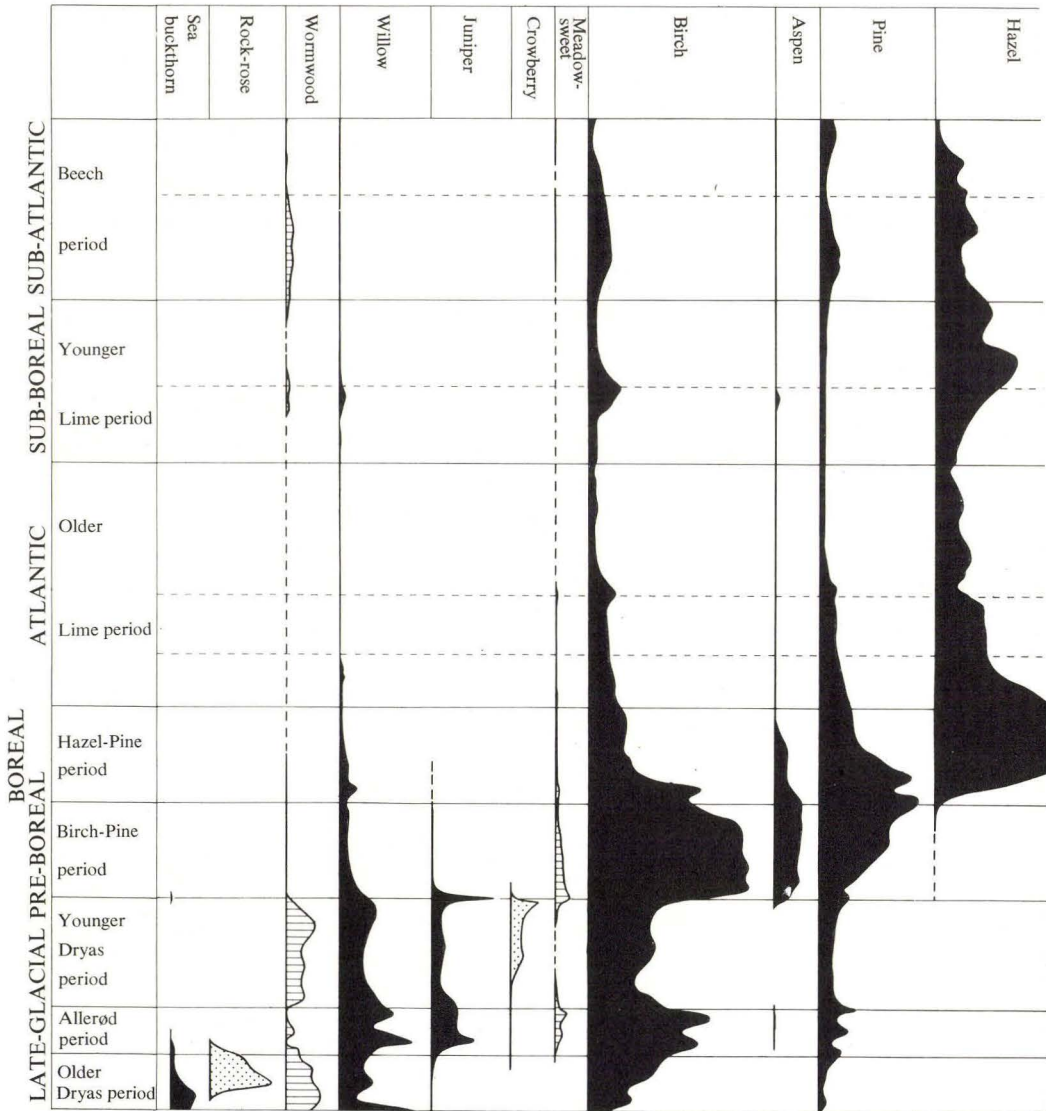 Sea
buckthorn
Rock-rose
Wormwood
Willow
Juniper
Crowberry
Meadow-
sweet
Birch
Aspen
Pine
Hazel
SUB-ATLANTIC
Beech
period
SUB-BOREAL
Younger
Lime period
ATLANTIC
Older
Lime period
BOREAL
Hazel-Pine
period
PRE-BOREAL
Birch-Pine
period
LATE-GLACIAL
Younger
Dryas
period
Allerød
period
Older
Dryas period